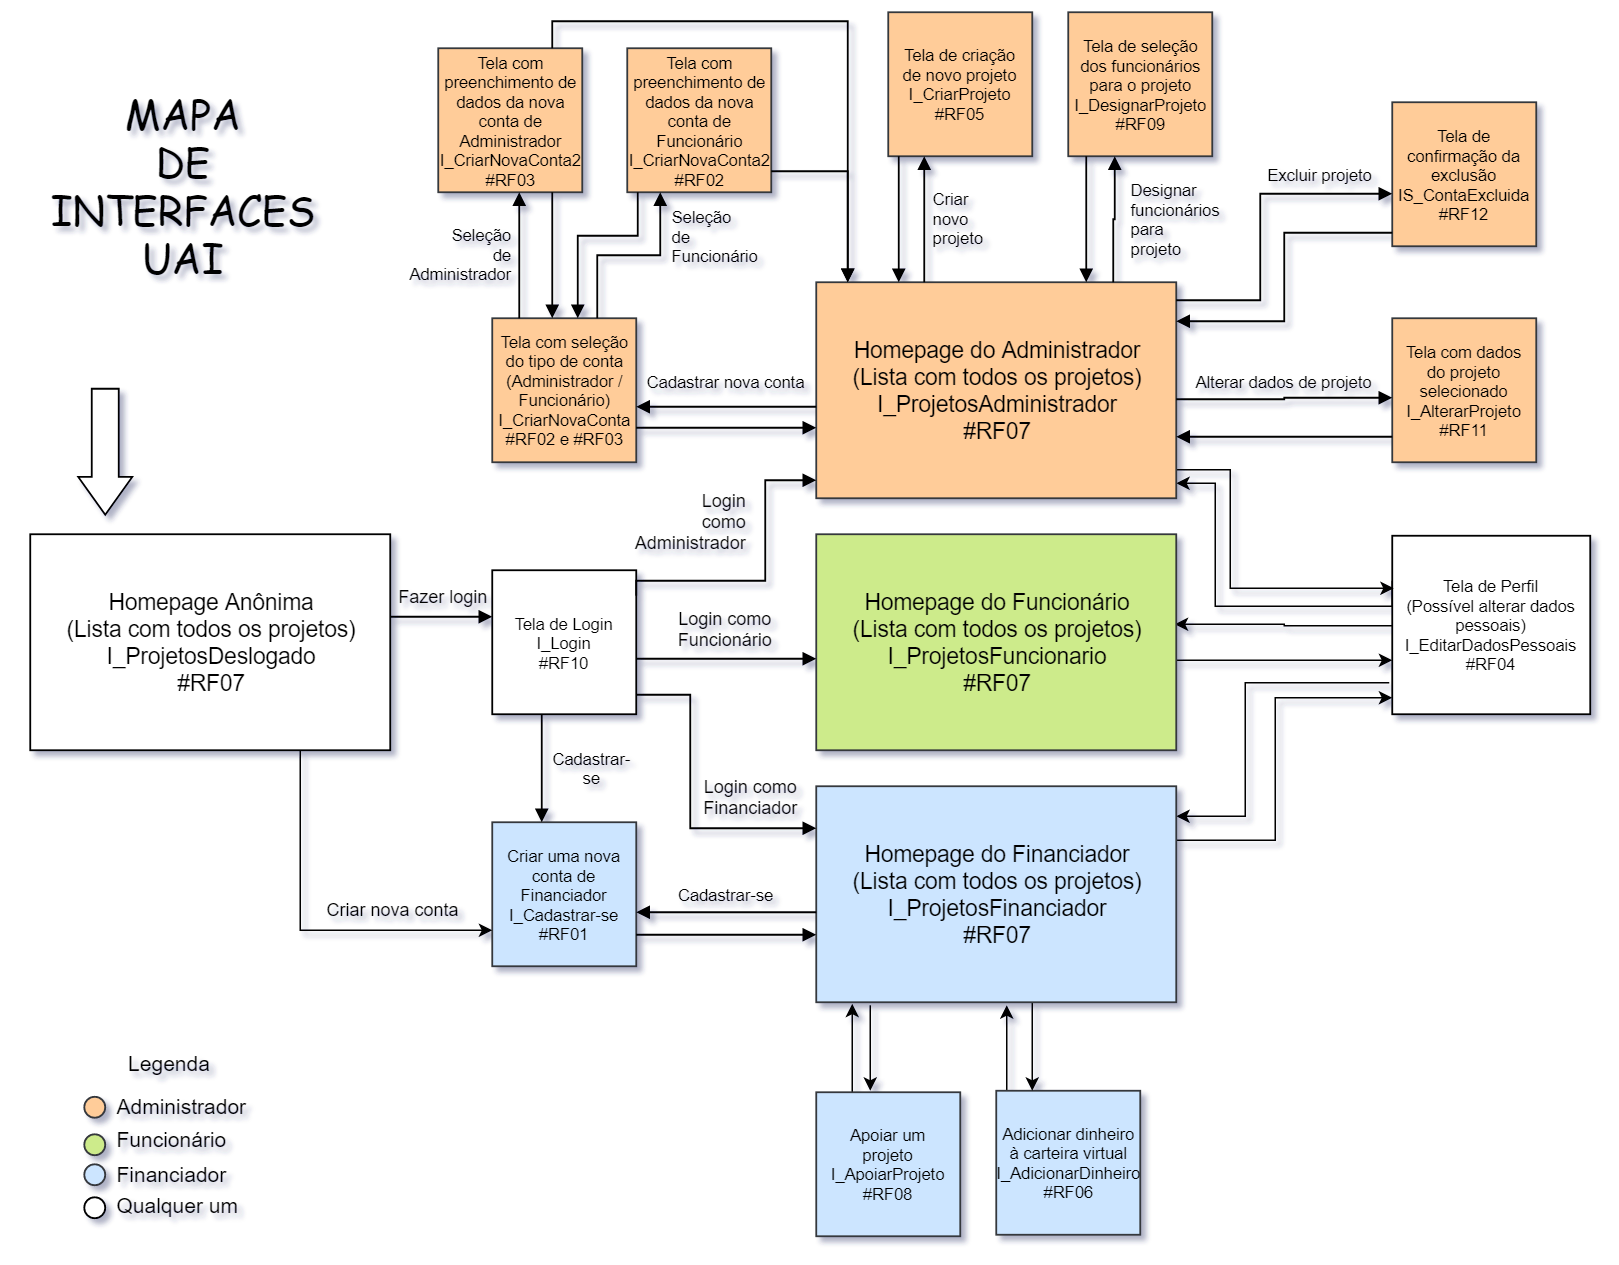 MAPA
DE
INTERFACES
UAI
Tela com
preenchimento de
dados da nova
conta de
Administrador
I_CriarNovaConta2
#RF03
Tela com
preenchimento de
dados da nova
conta de
Funcionário
I_CriarNovaConta2
#RF02
Tela de criação
de novo projeto
I_CriarProjeto
#RF05
Tela de seleção
dos funcionários
para o projeto
I_DesignarProjeto
#RF09
Tela de
confirmação da
exclusão
IS_ContaExcluida
#RF12
Seleção
de
Administrador
Seleção
de
Funcionário
Criar
novo
projeto
Designar
funcionários
para
projeto
Excluir projeto
Tela com seleção
do tipo de conta
(Administrador /
Funcionário)
I_CriarNovaConta
#RF02 e #RF03
Cadastrar nova conta
Homepage do Administrador
(Lista com todos os projetos)
I_ProjetosAdministrador
#RF07
Alterar dados de projeto
Tela com dados
do projeto
selecionado
I_AlterarProjeto
#RF11
Login
como
Administrador
Homepage Anônima
(Lista com todos os projetos)
I_ProjetosDeslogado
#RF07
Fazer login
Tela de Login
I_Login
#RF10
Login como
Funcionário
Homepage do Funcionário
(Lista com todos os projetos)
I_ProjetosFuncionario
#RF07
Tela de Perfil
(Possível alterar dados
pessoais)
I_EditarDadosPessoais
#RF04
Cadastrar-
se
Login como
Financiador
Criar nova conta
Criar uma nova
conta de
Financiador
I_Cadastrar-se
#RF01
Cadastrar-se
Homepage do Financiador
(Lista com todos os projetos)
I_ProjetosFinanciador
#RF07
Apoiar um
projeto
I_ApoiarProjeto
#RF08
Adicionar dinheiro
à carteira virtual
I_AdicionarDinheiro
#RF06
Legenda
Administrador
Funcionário
Financiador
Qualquer um